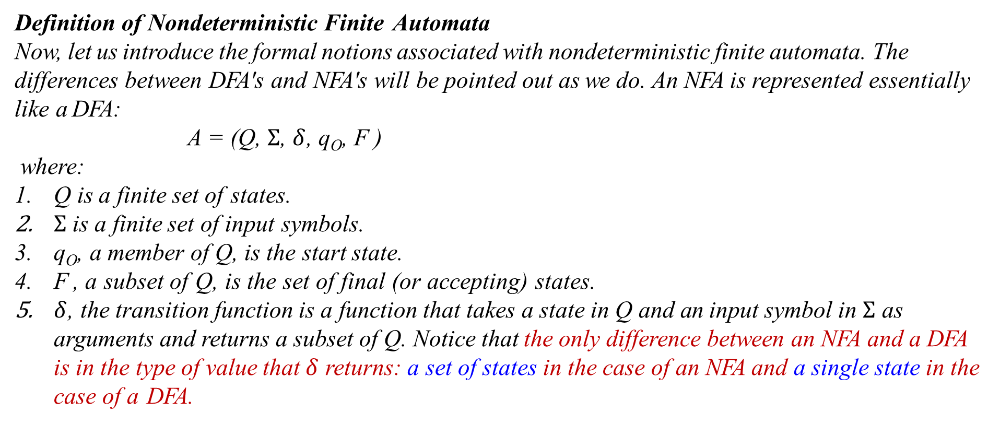 Definition of Nondeterministic Finite Automata
Now, let us introduce the formal notions associated with nondeterministic finite automata. The
differences between DFA's and NFA's will be pointed out as we do. An NFA is represented essentially
like a DFA:
A = (Q, Σ, δ, qO, F )
where:
1. Q is a finite set of states.
2. Σ is a finite set of input symbols.
3. qO, a member of Q, is the start state.
4. F , a subset of Q, is the set of final (or accepting) states.
5. δ, the transition function is a function that takes a state in Q and an input symbol in Σ as
arguments and returns a subset of Q. Notice that the only difference between an NFA and a DFA
is in the type of value that δ returns: a set of states in the case of an NFA and a single state in the
case of a DFA.